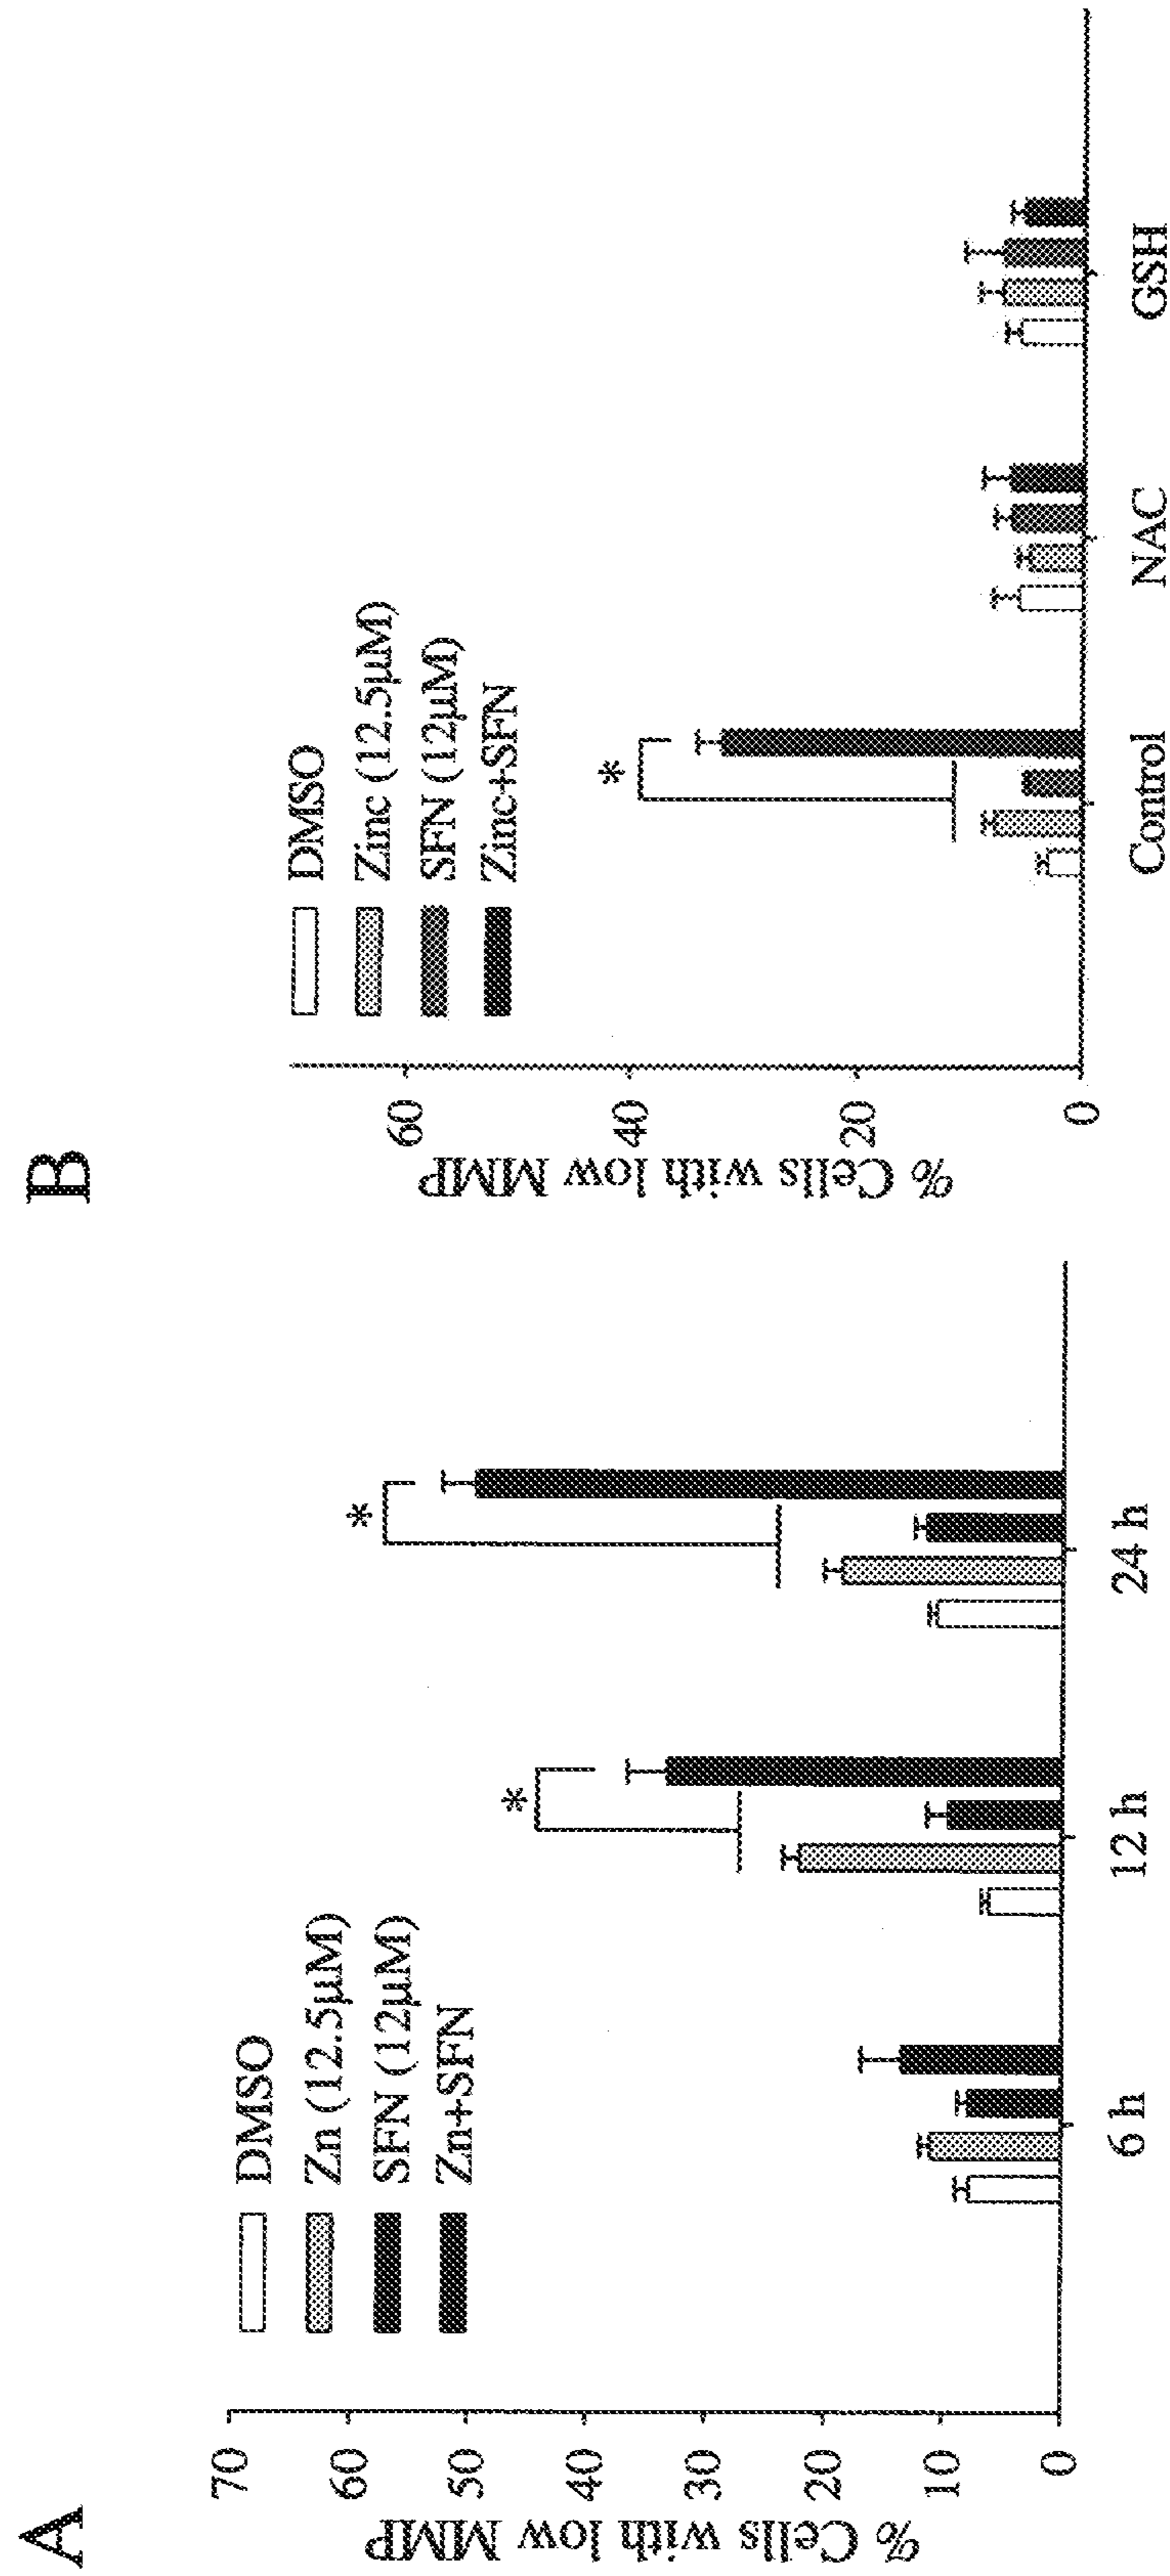 A
% Cells with low MMP
70
60
50
40
30
20
10
0
DMSO
Zn (12.5µM)
SFN (12µM)
Zn+SFN
*
*
6 h
12 h
24 h
B
% Cells with low MMP
60
40
20
0
DMSO
Zinc (12.5µM)
SFN (12µM)
Zinc+SFN
*
Control
NAC
GSH